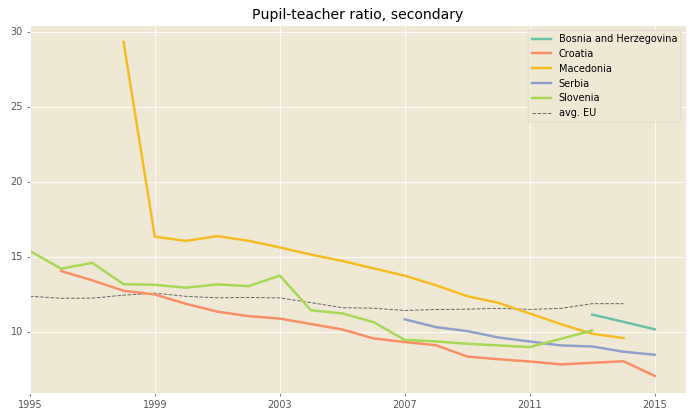 Pupil-teacher ratio, secondary
30
25
20
15
10
Bosnia and Herzegovina
Croatia
Macedonia
Serbia
Slovenia
avg. EU
1995
1999
2003
2007
2011
2015